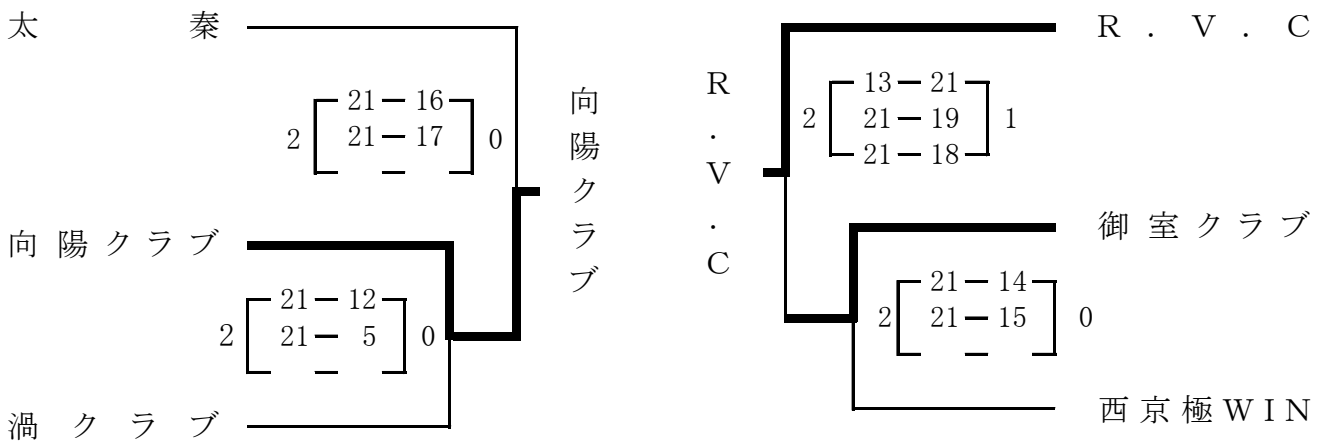 太秦
21－16
2 21－17 0
－
向陽クラブ
向陽クラブ
21－12
2 21－ 5 0
－
渦クラブ
R.V.C
R.V.C
13－21
2 21－19 1
21－18
御室クラブ
21－14
2 21－15 0
－
西京極WIN